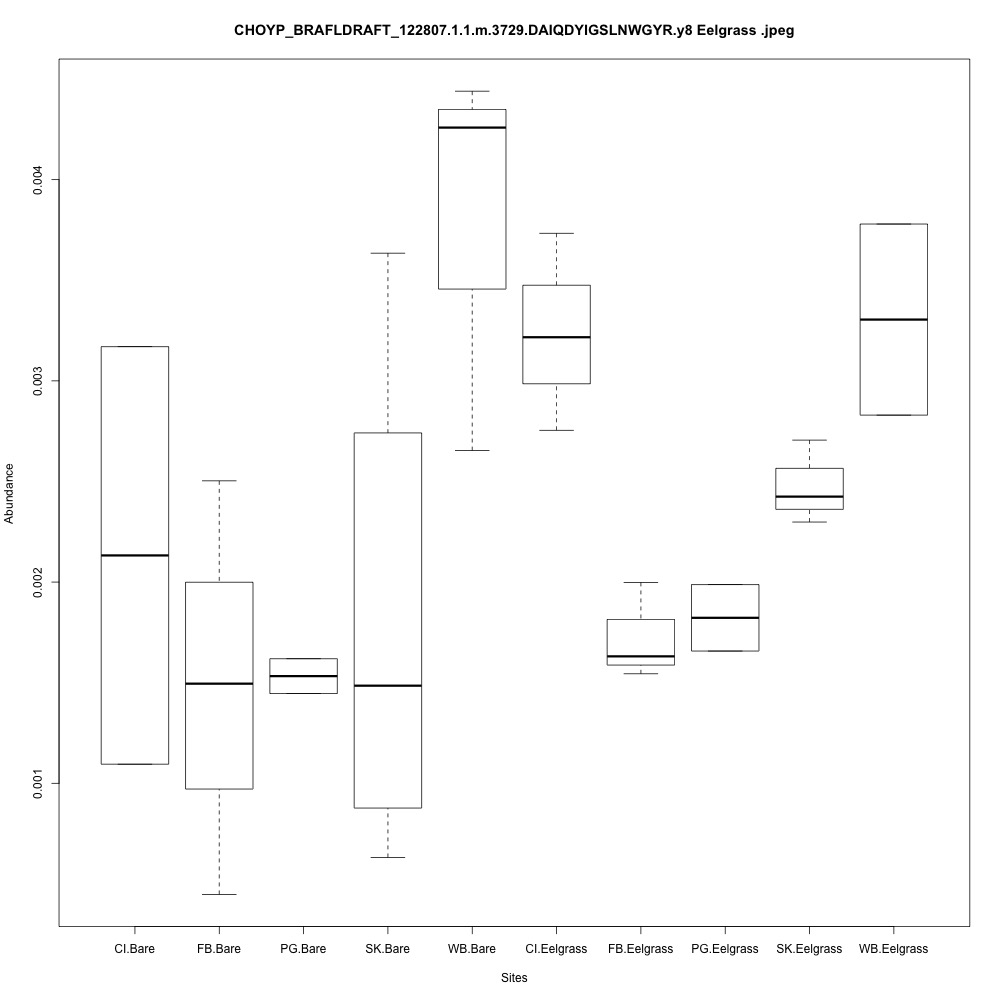 CHOYP_BRAFLDRAFT_122807.1.1.m.3729.DAIQDYIGSLNWGYR.y8 Eelgrass .jpeg
Abundance
0.004
0.003
0.002
0.001
CI.Bare FB.Bare PG.Bare SK.Bare WB.Bare CI.Eelgrass FB.Eelgrass PG.Eelgrass SK.Eelgrass WB.Eelgrass
Sites